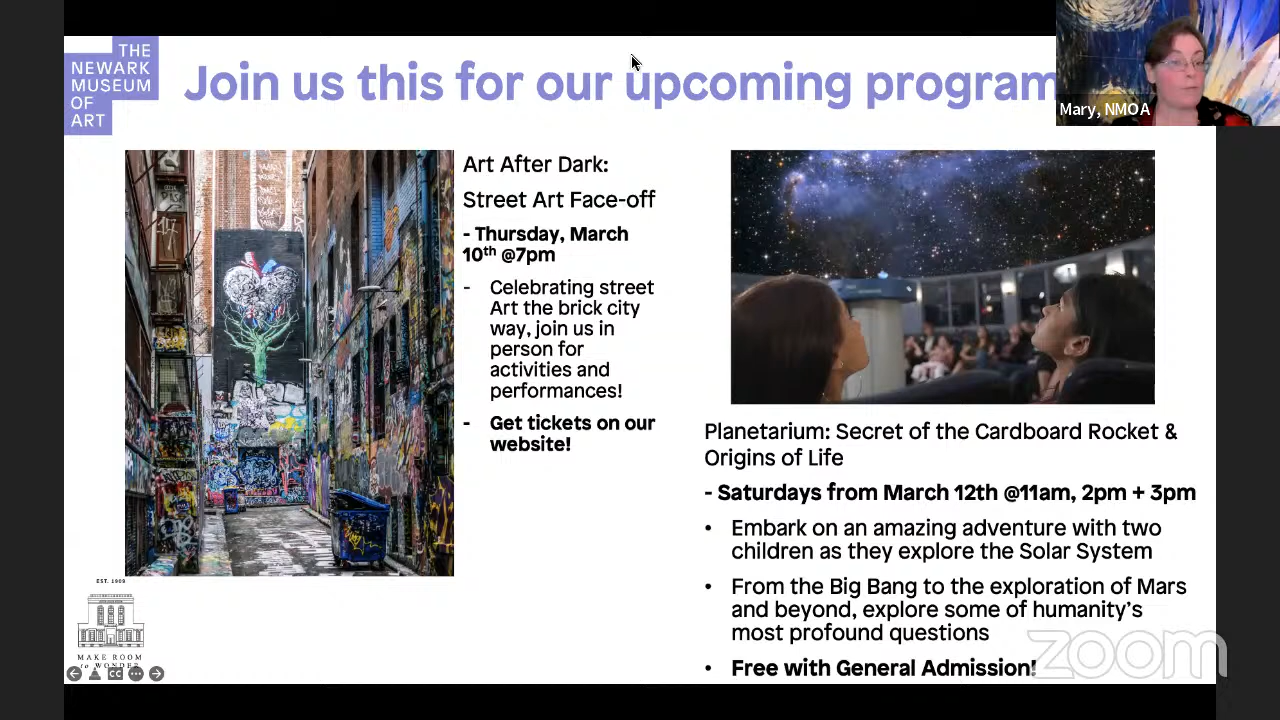 THE
NEWARK
MUSEUM
OF
ART
Join us this for our upcoming program
Mary, NMOA
Art After Dark:
Street Art Face-off
- Thursday, March
10th @7pm
- Celebrating street
Art the brick city
way, join us in
person for
activities and
performances!
- Get tickets on our
website!
Planetarium: Secret of the Cardboard Rocket &
Origins of Life
- Saturdays from March 12th @11am, 2pm + 3pm
• Embark on an amazing adventure with two
children as they explore the Solar System
• From the Big Bang to the exploration of Mars
and beyond, explore some of humanity's
most profound questions
• Free with General Admission!
EST. 1909
MAKE ROOM
to WONDER
CC
zoom